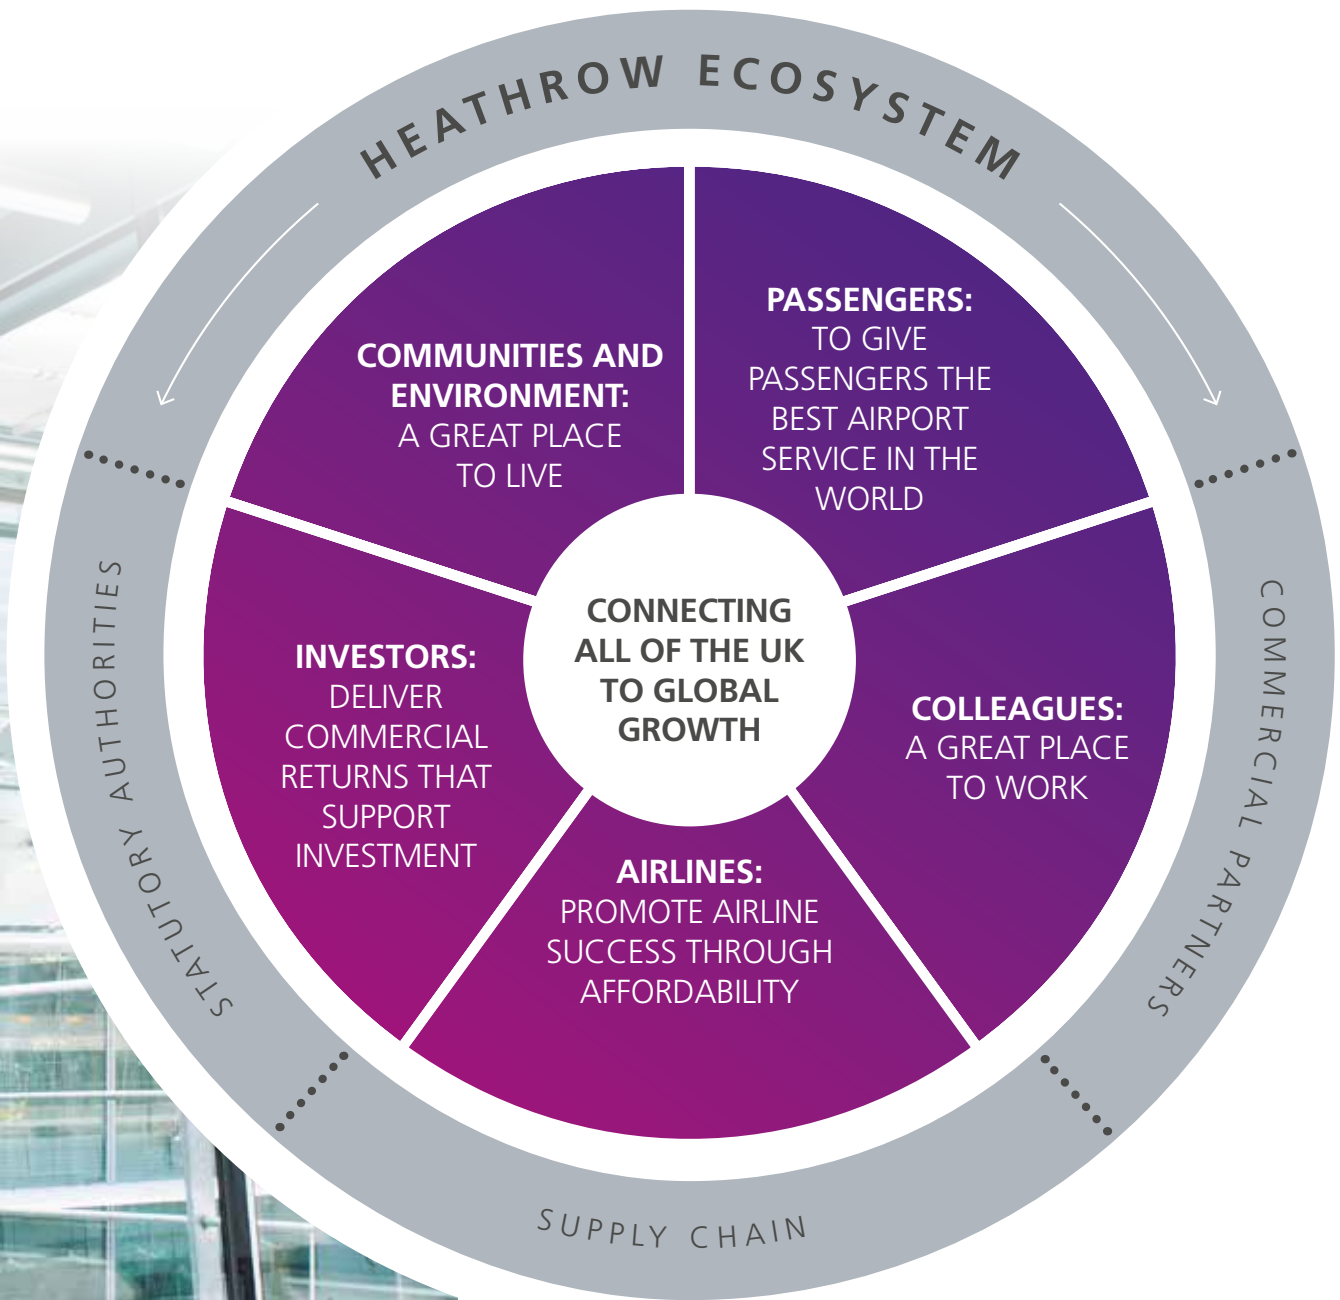 HEATHROW ECOSYSTEM
COMMUNITIES AND
ENVIRONMENT:
A GREAT PLACE
TO LIVE
PASSENGERS:
TO GIVE
PASSENGERS THE
BEST AIRPORT
SERVICE IN THE
WORLD
CONNECTING
ALL OF THE UK
TO GLOBAL
GROWTH
INVESTORS:
DELIVER
COMMERCIAL
RETURNS THAT
SUPPORT
INVESTMENT
COLLEAGUES:
A GREAT PLACE
TO WORK
AIRLINES:
PROMOTE AIRLINE
SUCCESS THROUGH
AFFORDABILITY
STATUTORY AUTHORITIES
COMMERCIAL PARTNERS
SUPPLY CHAIN